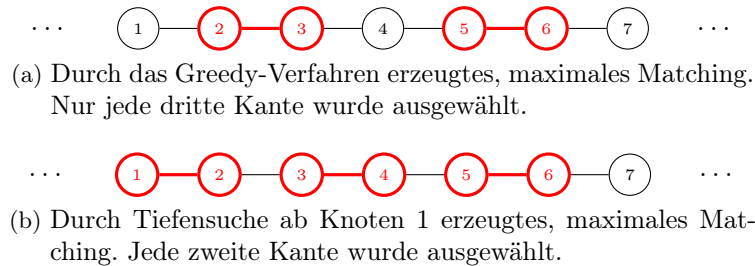 ··· 1 2 3 4 5 6 7 ···
(a) Durch das Greedy-Verfahren erzeugtes, maximales Matching.
Nur jede dritte Kante wurde ausgewählt.
··· 1 2 3 4 5 6 7 ···
(b) Durch Tiefensuche ab Knoten 1 erzeugtes, maximales Mat-
ching. Jede zweite Kante wurde ausgewählt.